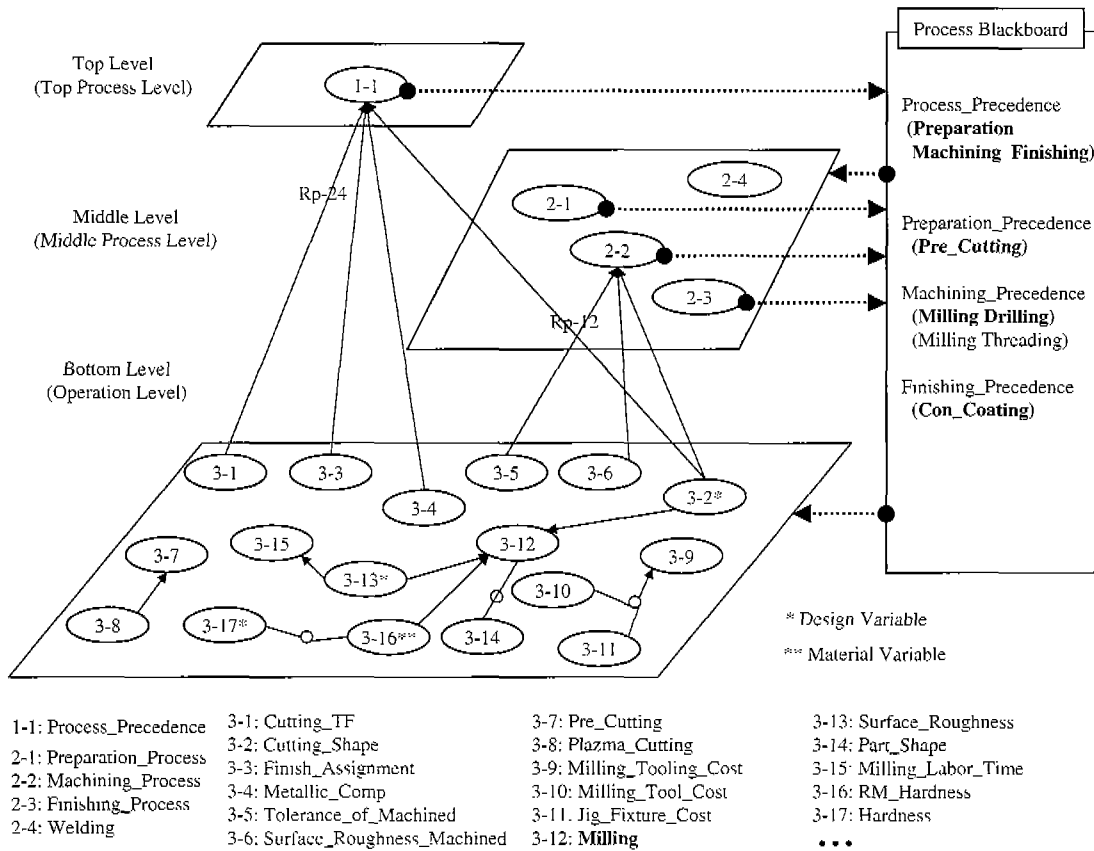 Process Blackboard
Top Level
(Top Process Level)
1-1
Process_Precedence
(Preparation
Machining Finishing)
2-4
Rp-24
2-1
Middle Level
(Middle Process Level)
Preparation_Precedence
(Pre_Cutting)
2-2
2-3
Machining_Precedence
(Milling Drilling)
(Milling Threading)
Rp-12
Bottom Level
(Operation Level)
Finishing_Precedence
(Con_Coating)
3-1
3-3
3-5
3-6
3-4
3-2*
3-7
3-15
3-12
3-9
3-13*
3-10
3-8
3-17*
3-16**
3-14
3-11
* Design Variable
** Material Variable
1-1: Process_Precedence
2-1: Preparation_Process
2-2: Machining_Process
2-3: Finishing_Process
2-4: Welding
3-1: Cutting_TF
3-2: Cutting_Shape
3-3: Finish_Assignment
3-4: Metallic_Comp
3-5: Tolerance_of_Machined
3-6: Surface_Roughness_Machined
3-7: Pre_Cutting
3-8: Plazma_Cutting
3-9: Milling_Tooling_Cost
3-10: Milling_Tool_Cost
3-11. Jig_Fixture_Cost
3-12: Milling
3-13: Surface_Roughness
3-14: Part_Shape
3-15: Milling_Labor_Time
3-16: RM_Hardness
3-17: Hardness
• • •